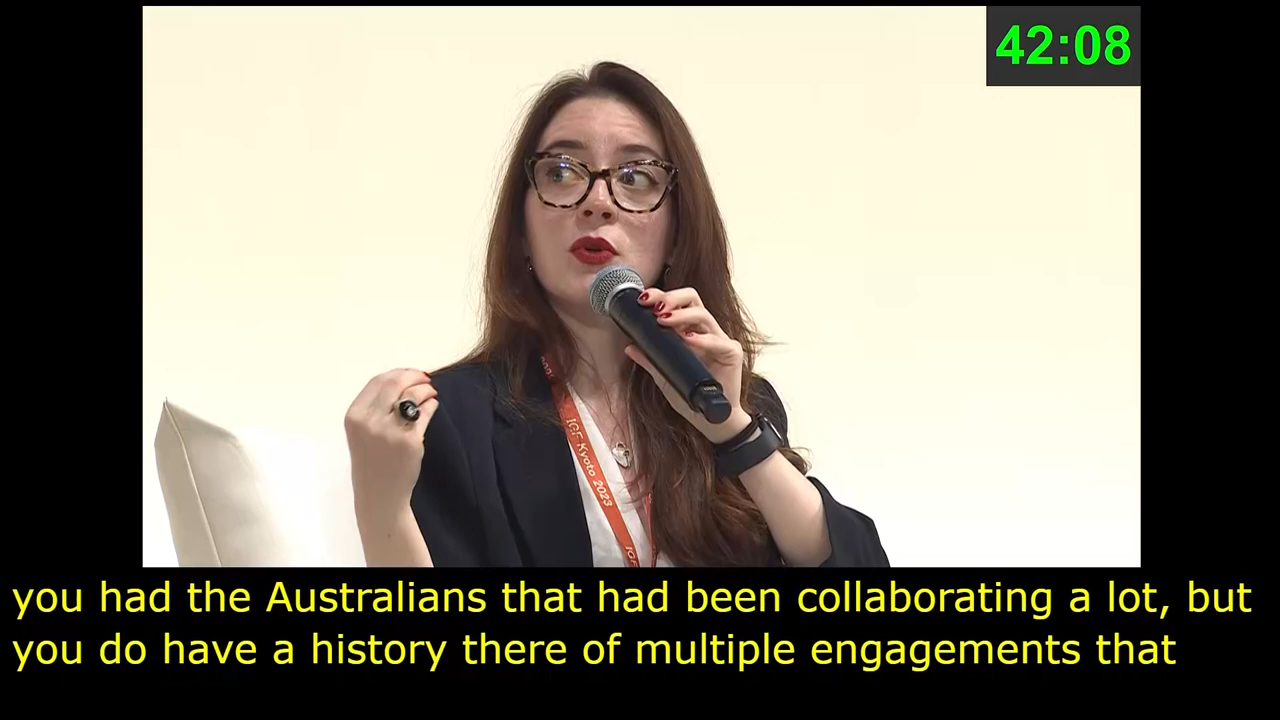 42:08
IGF Kyoto 2023
IGF
you had the Australians that had been collaborating a lot, but
you do have a history there of multiple engagements that